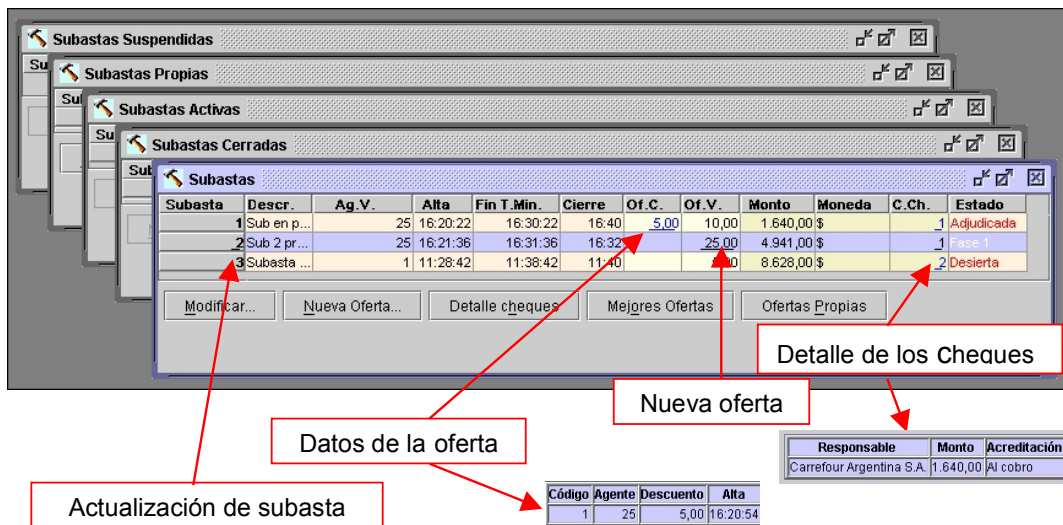 Subastas Suspendidas
Su
Subastas Propias
Sul
Subastas Activas
Su
Subastas Cerradas
Sut
Subastas
Subasta Descr. Ag.V. Alta Fin T.Min. Cierre Of.C. Of.V. Monto Moneda C.Ch. Estado
1 Sub en p... 25 16:20:22 16:30:22 16:40 5,00 10,00 1.640,00 $ 1 Adjudicada
2 Sub 2 pr... 25 16:21:36 16:31:36 16:32 25,00 4.941,00 $ 1 Fase 1
3 Subasta ... 1 11:28:42 11:38:42 11:40 8.628,00 $ 2 Desierta
Modificar... Nueva Oferta... Detalle cheques Mejores Ofertas Ofertas Propias
Detalle de los Cheques
Nueva oferta
Datos de la oferta
Responsable Monto Acreditación
Carrefour Argentina S.A. 1.640,00 Al cobro
Actualización de subasta
Código Agente Descuento Alta
1 25 5,00 16:20:54